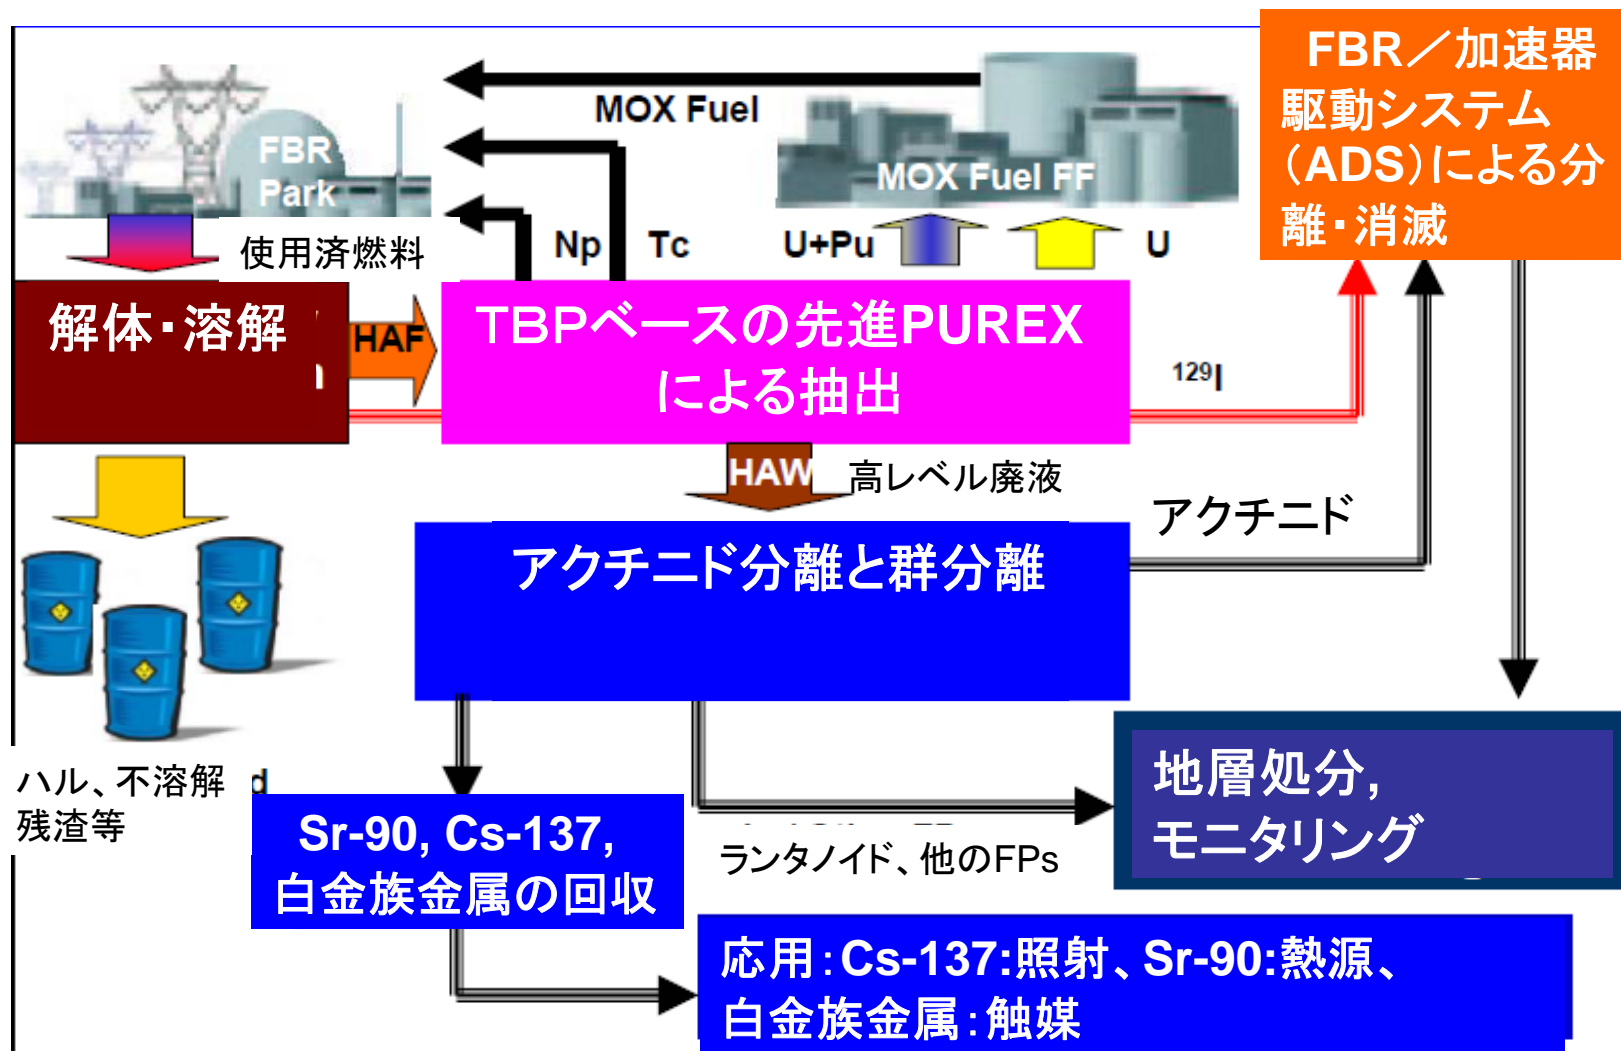 FBR／加速器
駆動システム
（ADS）による分
離・消滅
MOX Fuel
FBR
Park
MOX Fuel FF
使用済燃料
Np
Tc
U+Pu
U
解体・溶解
HAF
TBPベースの先進PUREX
による抽出
129I
HAW
高レベル廃液
アクチニド
アクチニド分離と群分離
ハル、不溶解
残渣等
Sr-90, Cs-137,
白金族金属の回収
ランタノイド、他のFPs
地層処分,
モニタリング
応用：Cs-137:照射、Sr-90:熱源、
白金族金属：触媒